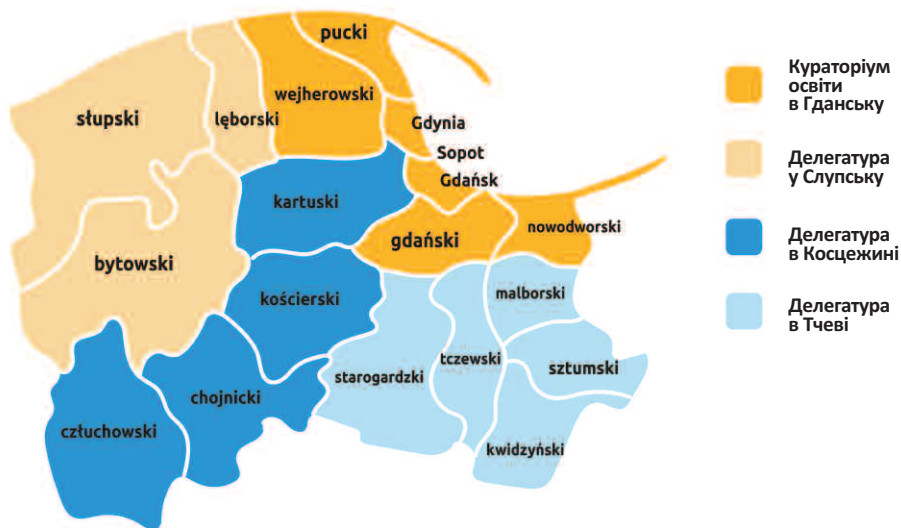 pucki
wejherowski
słupski
lęborski
Gdynia
Sopot
Gdańsk
kartuski
gdański
nowodworski
bytowski
kościerski
malborski
tczewski
sztumski
starogardzki
chojnicki
człuchowski
kwidzyński
Кураторіум
освіти
в Гданську
Делегатура
у Слупську
Делегатура
в Косцежині
Делегатура
в Тчеві